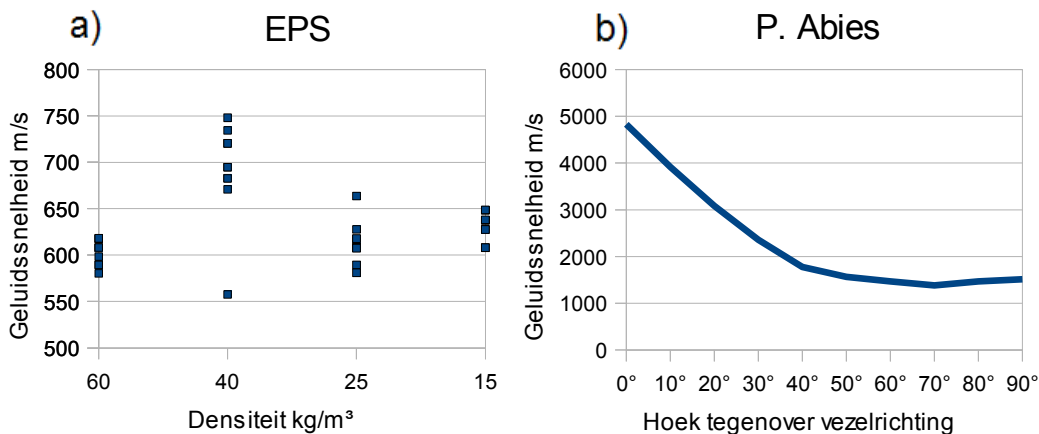 a) EPS
Geluidssnelheid m/s
800
750
700
650
600
550
500
60 40 25 15
Densiteit kg/m³
b) P. Abies
Geluidssnelheid m/s
6000
5000
4000
3000
2000
1000
0
0° 10° 20° 30° 40° 50° 60° 70° 80° 90°
Hoek tegenover vezelrichting